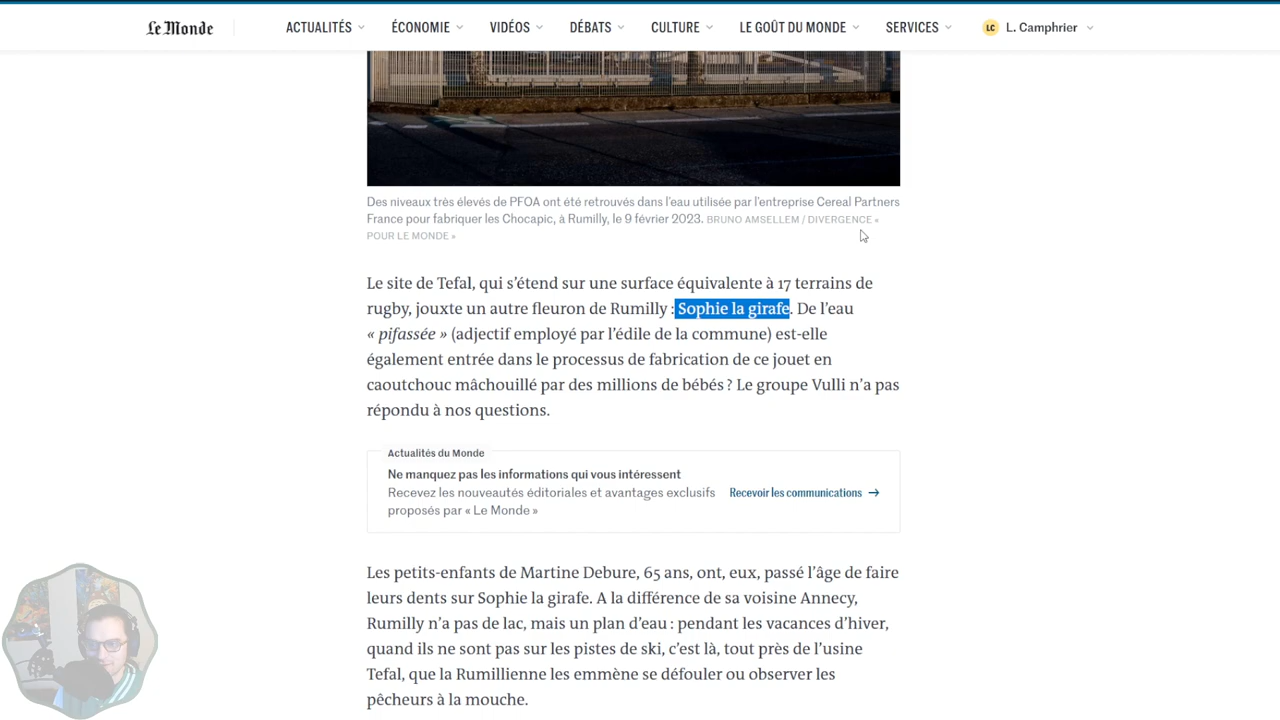 Le Monde
ACTUALITÉS
ÉCONOMIE
VIDÉOS
DÉBATS
CULTURE
LE GOÛT DU MONDE
SERVICES
LC
L. Camphrier
Des niveaux très élevés de PFOA ont été retrouvés dans l'eau utilisée par l'entreprise Cereal Partners
France pour fabriquer les Chocapic, à Rumilly, le 9 février 2023. BRUNO AMSELLEM / DIVERGENCE «
POUR LE MONDE »
Le site de Tefal, qui s'étend sur une surface équivalente à 17 terrains de
rugby, jouxte un autre fleuron de Rumilly : Sophie la girafe. De l'eau
« pifassée » (adjectif employé par l'édile de la commune) est-elle
également entrée dans le processus de fabrication de ce jouet en
caoutchouc mâchouillé par des millions de bébés ? Le groupe Vulli n'a pas
répondu à nos questions.
Actualités du Monde
Ne manquez pas les informations qui vous intéressent
Recevez les nouveautés éditoriales et avantages exclusifs
proposés par « Le Monde »
Recevoir les communications →
Les petits-enfants de Martine Debure, 65 ans, ont, eux, passé l'âge de faire
leurs dents sur Sophie la girafe. A la différence de sa voisine Annecy,
Rumilly n'a pas de lac, mais un plan d'eau : pendant les vacances d'hiver,
quand ils ne sont pas sur les pistes de ski, c'est là, tout près de l'usine
Tefal, que la Rumillienne les emmène se défouler ou observer les
pêcheurs à la mouche.